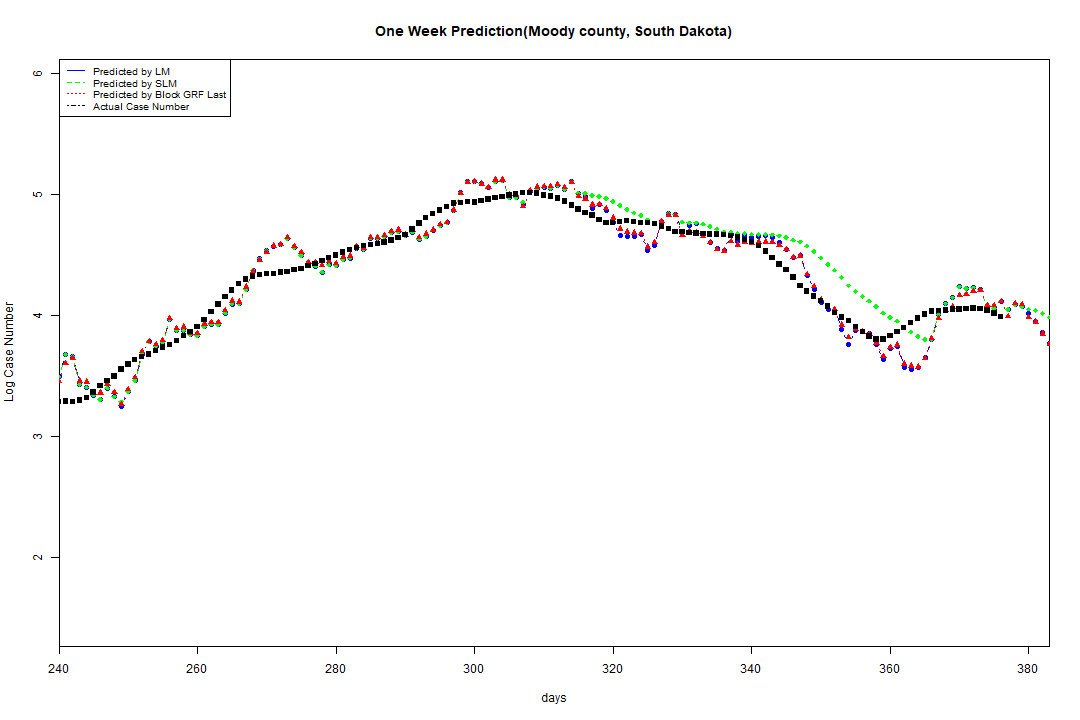 One Week Prediction(Moody county, South Dakota)
Predicted by LM
Predicted by SLM
Predicted by Block GRF Last
Actual Case Number
6
5
4
3
2
Log Case Number
240 260 280 300 320 340 360 380
days